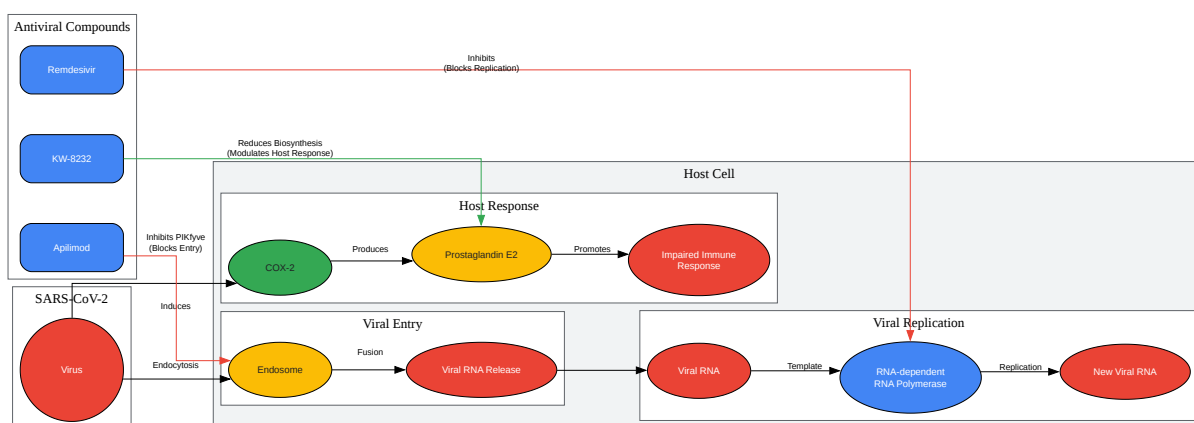 Antiviral Compounds
Remdesivir
Inhibits
(Blocks Replication)
KW-8232
Reduces Biosynthesis
(Modulates Host Response)
Apilimod
Inhibits PIKfyve
(Blocks Entry)
Host Cell
Host Response
COX-2
Produces
Prostaglandin E2
Promotes
Impaired Immune
Response
SARS-CoV-2
Virus
Induces
Endocytosis
Viral Entry
Endosome
Fusion
Viral RNA Release
Viral Replication
Viral RNA
Template
RNA-dependent
RNA Polymerase
Replication
New Viral RNA